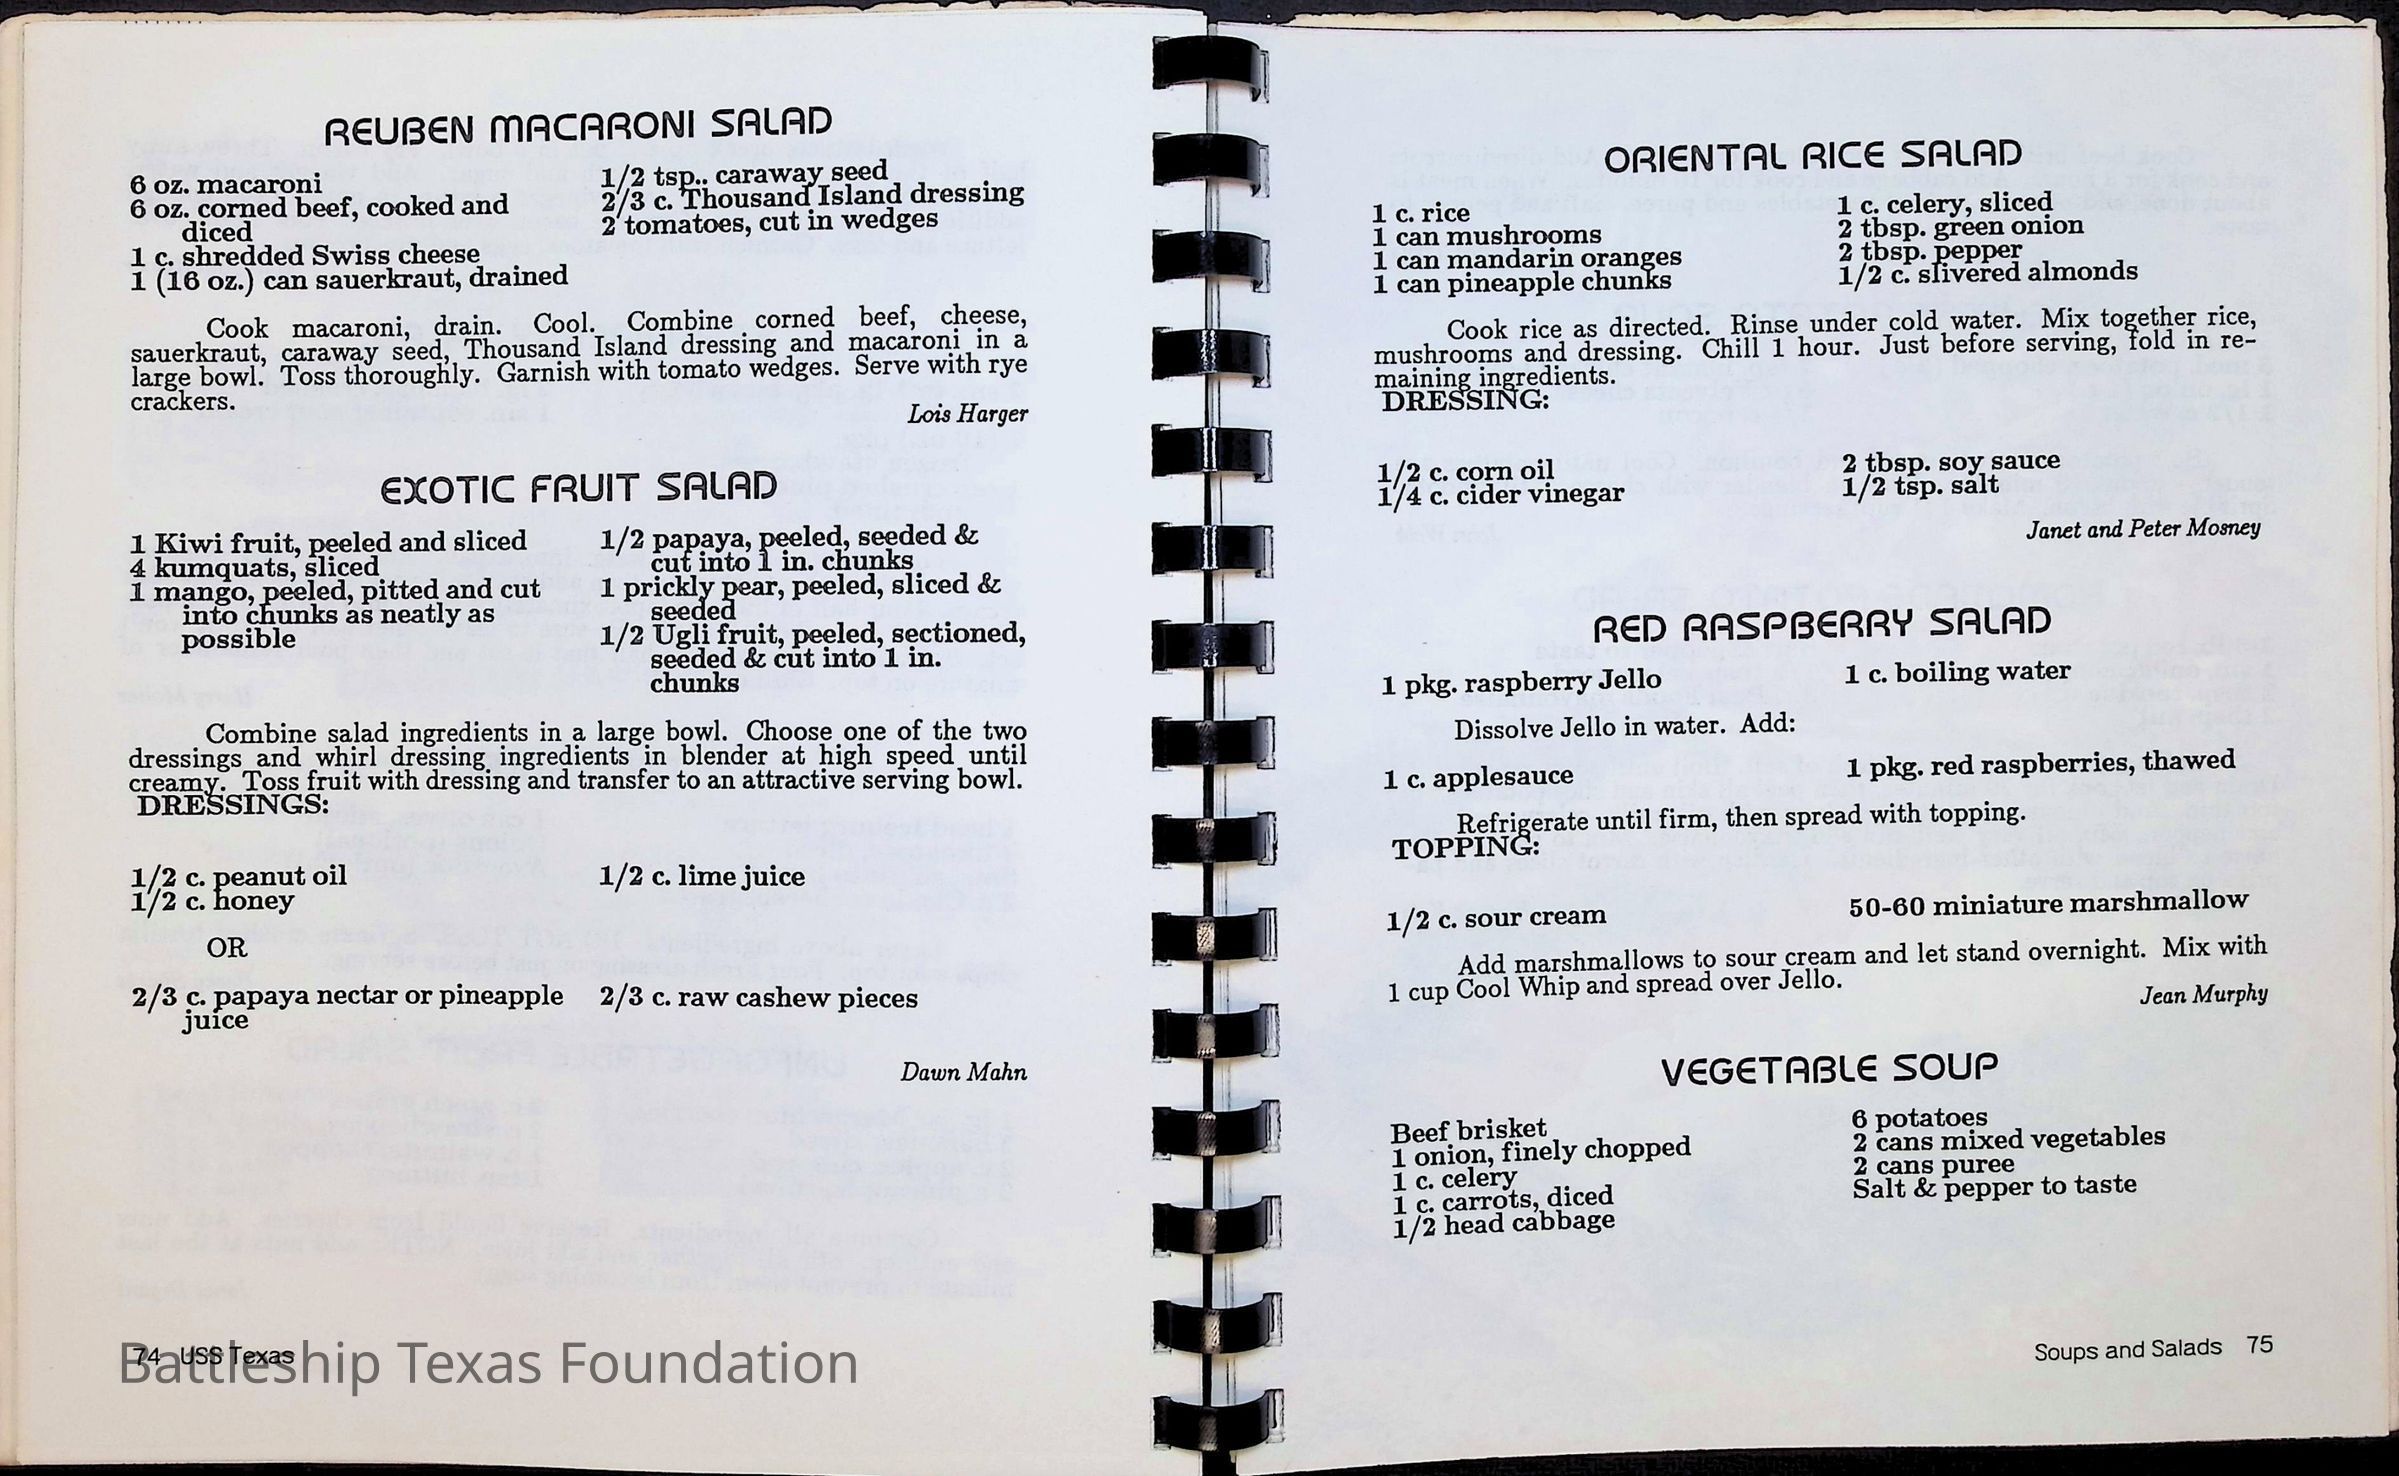 REUBEN MACARONI SALAD
6 oz. macaroni
6 oz. corned beef, cooked and
diced
1 c. shredded Swiss cheese
1 (16 oz.) can sauerkraut, drained
1/2 tsp.. caraway seed
2/3 c. Thousand Island dressing
2 tomatoes, cut in wedges
Cook macaroni, drain. Cool. Combine corned beef, cheese,
sauerkraut, caraway seed, Thousand Island dressing and macaroni in a
large bowl. Toss thoroughly. Garnish with tomato wedges. Serve with rye
crackers.
Lois Harger
EXOTIC FRUIT SALAD
1 Kiwi fruit, peeled and sliced
4 kumquats, sliced
1 mango, peeled, pitted and cut
into chunks as neatly as
possible
1/2 papaya, peeled, seeded &
cut into 1 in. chunks
1 prickly pear, peeled, sliced &
seeded
1/2 Ugli fruit, peeled, sectioned,
seeded & cut into 1 in.
chunks
Combine salad ingredients in a large bowl. Choose one of the two
dressings and whirl dressing ingredients in blender at high speed until
creamy. Toss fruit with dressing and transfer to an attractive serving bowl.
DRESSINGS:
1/2 c. peanut oil
1/2 c. honey
1/2 c. lime juice
OR
2/3 c. papaya nectar or pineapple
juice
2/3 c. raw cashew pieces
Dawn Mahn
74 USS Texas
Battleship Texas Foundation
ORIENTAL RICE SALAD
1 c. rice
1 can mushrooms
1 can mandarin oranges
1 can pineapple chunks
1 c. celery, sliced
2 tbsp. green onion
2 tbsp. pepper
1/2 c. slivered almonds
Cook rice as directed. Rinse under cold water. Mix together rice,
mushrooms and dressing. Chill 1 hour. Just before serving, fold in re-
maining ingredients.
DRESSING:
1/2 c. corn oil
1/4 c. cider vinegar
2 tbsp. soy sauce
1/2 tsp. salt
Janet and Peter Mosney
RED RASPBERRY SALAD
1 pkg. raspberry Jello
1 c. boiling water
Dissolve Jello in water. Add:
1 c. applesauce
1 pkg. red raspberries, thawed
Refrigerate until firm, then spread with topping.
TOPPING:
1/2 c. sour cream
50-60 miniature marshmallow
Add marshmallows to sour cream and let stand overnight. Mix with
1 cup Cool Whip and spread over Jello.
Jean Murphy
VEGETABLE SOUP
Beef brisket
1 onion, finely chopped
1 c. celery
1 c. carrots, diced
1/2 head cabbage
6 potatoes
2 cans mixed vegetables
2 cans puree
Salt & pepper to taste
Soups and Salads 75